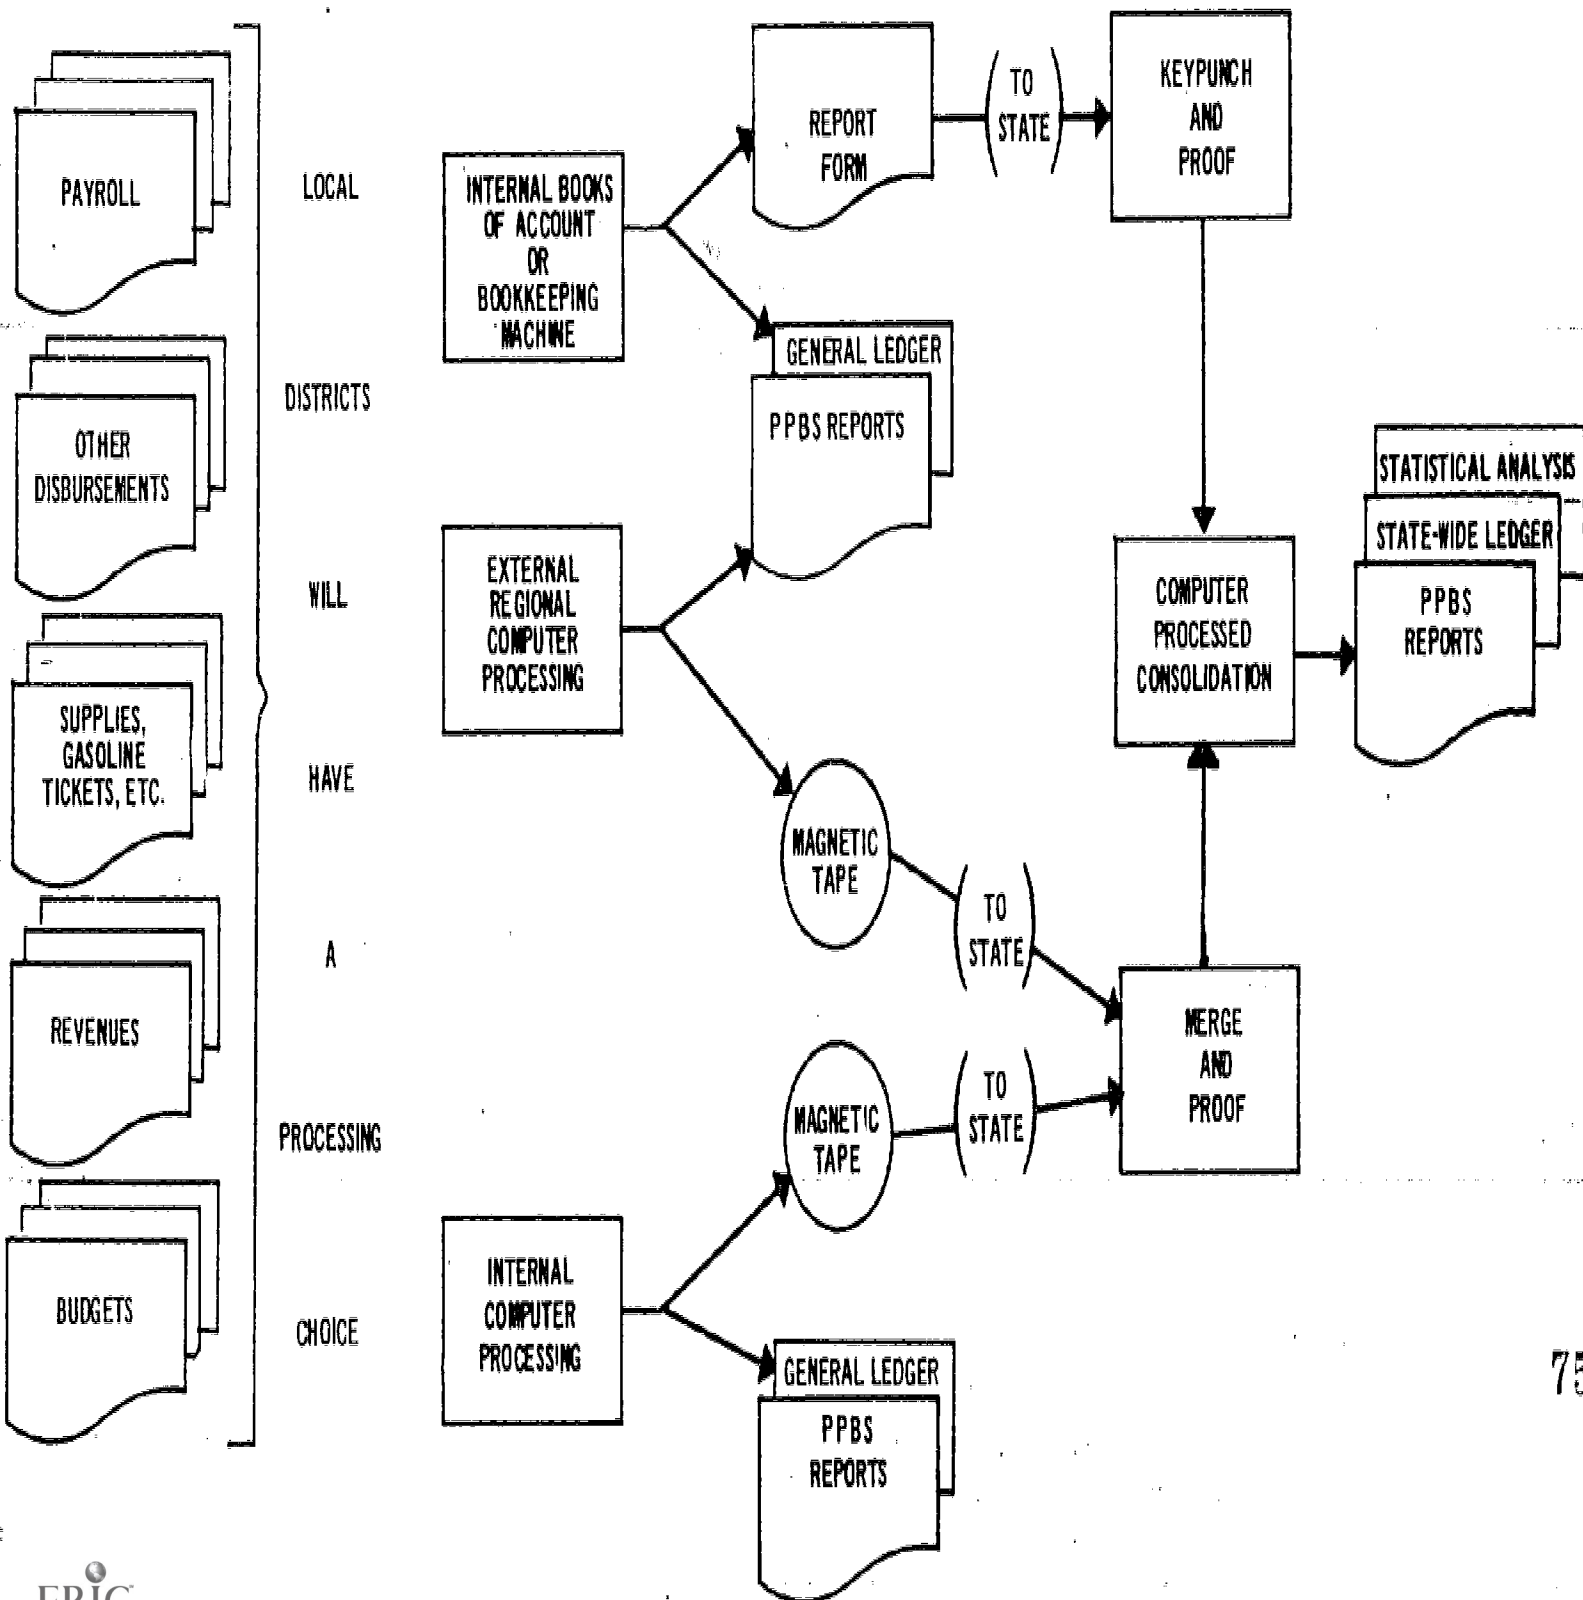 PAYROLL
OTHER
DISBURSEMENTS
SUPPLIES,
GASOLINE
TICKETS, ETC.
REVENUES
BUDGETS
LOCAL
DISTRICTS
WILL
HAVE
A
PROCESSING
CHOICE
INTERNAL BOOKS
OF ACCOUNT
OR
BOOKKEEPING
MACHINE
EXTERNAL
REGIONAL
COMPUTER
PROCESSING
INTERNAL
COMPUTER
PROCESSING
REPORT
FORM
GENERAL LEDGER
PPBS REPORTS
MAGNETIC
TAPE
MAGNETIC
TAPE
GENERAL LEDGER
PPBS
REPORTS
TO
STATE
TO
STATE
TO
STATE
KEYPUNCH
AND
PROOF
COMPUTER
PROCESSED
CONSOLIDATION
MERGE
AND
PROOF
STATISTICAL ANALYSIS
STATE-WIDE LEDGER
PPBS
REPORTS
75
ERIC